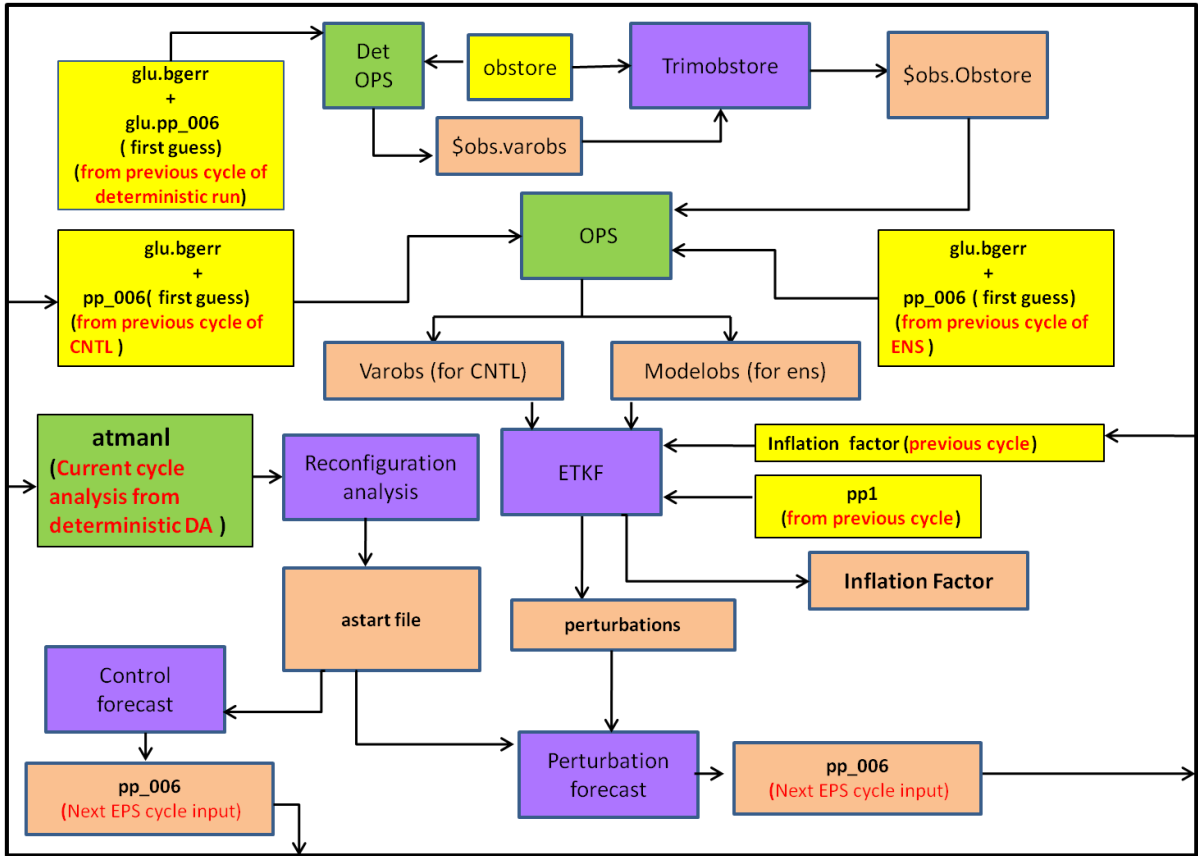 glu.bgerr
+
glu.pp_006
( first guess)
(from previous cycle of
deterministic run)
Det
OPS
obstore
Trimobstore
$obs.Obstore
$obs.varobs
glu.bgerr
+
pp_006( first guess)
(from previous cycle of
CNTL )
OPS
glu.bgerr
+
pp_006 ( first guess)
(from previous cycle of
ENS )
Varobs (for CNTL)
Modelobs (for ens)
atmanl
(Current cycle
analysis from
deterministic DA )
Reconfiguration
analysis
ETKF
Inflation factor (previous cycle)
pp1
(from previous cycle)
Inflation Factor
astart file
perturbations
Control
forecast
Perturbation
forecast
pp_006
(Next EPS cycle input)
pp_006
(Next EPS cycle input)